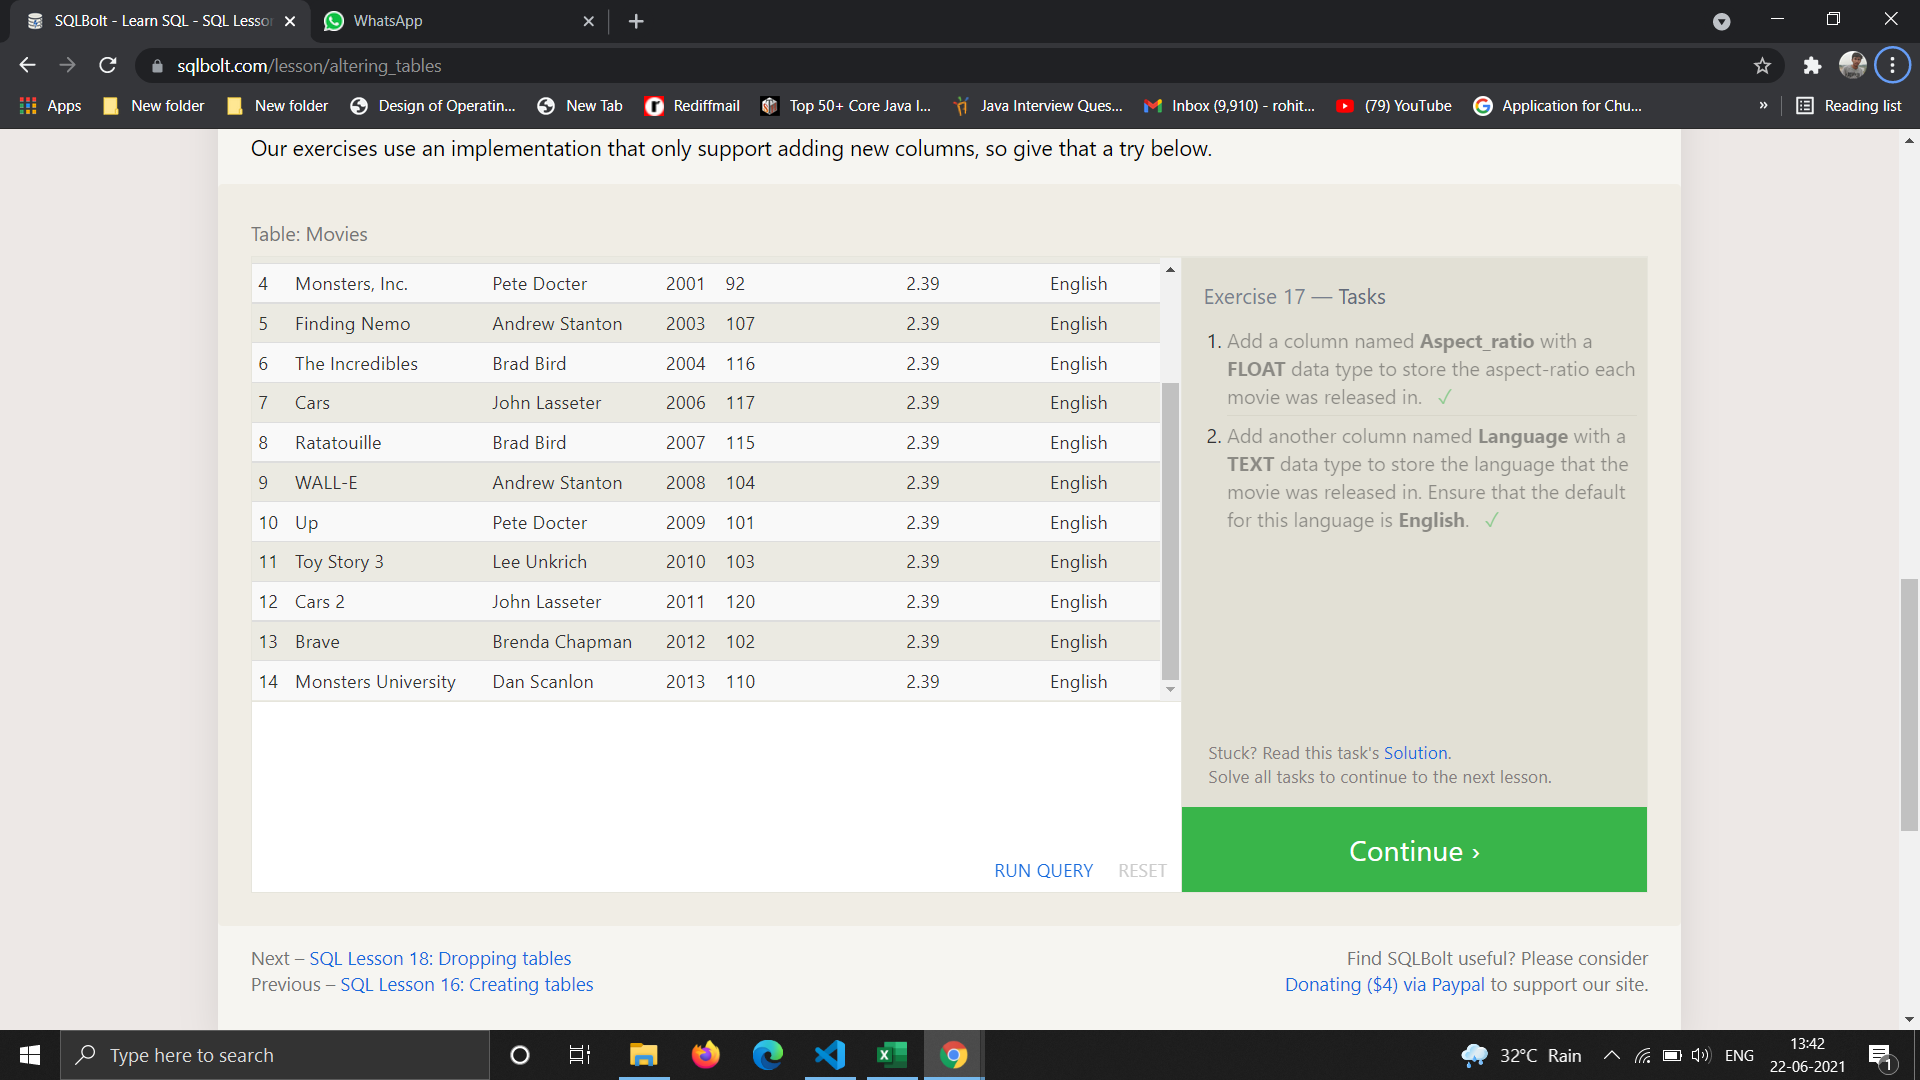 SQLBolt - Learn SQL - SQL Lesso
WhatsApp
sqlbolt.com/lesson/altering_tables
Apps
New folder
New folder
Design of Operatin...
New Tab
Rediffmail
Top 50+ Core Java I...
Java Interview Ques...
Inbox (9,910) - rohit...
(79) YouTube
Application for Chu...
»
Reading list
Our exercises use an implementation that only support adding new columns, so give that a try below.
Table: Movies
4 Monsters, Inc. Pete Docter 2001 92 2.39 English
5 Finding Nemo Andrew Stanton 2003 107 2.39 English
6 The Incredibles Brad Bird 2004 116 2.39 English
7 Cars John Lasseter 2006 117 2.39 English
8 Ratatouille Brad Bird 2007 115 2.39 English
9 WALL-E Andrew Stanton 2008 104 2.39 English
10 Up Pete Docter 2009 101 2.39 English
11 Toy Story 3 Lee Unkrich 2010 103 2.39 English
12 Cars 2 John Lasseter 2011 120 2.39 English
13 Brave Brenda Chapman 2012 102 2.39 English
14 Monsters University Dan Scanlon 2013 110 2.39 English
RUN QUERY RESET
Exercise 17 — Tasks
1. Add a column named Aspect_ratio with a
FLOAT data type to store the aspect-ratio each
movie was released in. ✓
2. Add another column named Language with a
TEXT data type to store the language that the
movie was released in. Ensure that the default
for this language is English. ✓
Stuck? Read this task's Solution.
Solve all tasks to continue to the next lesson.
Continue ›
Next – SQL Lesson 18: Dropping tables
Previous – SQL Lesson 16: Creating tables
Find SQLBolt useful? Please consider
Donating ($4) via Paypal to support our site.
Type here to search
32°C Rain
ENG
13:42
22-06-2021
1